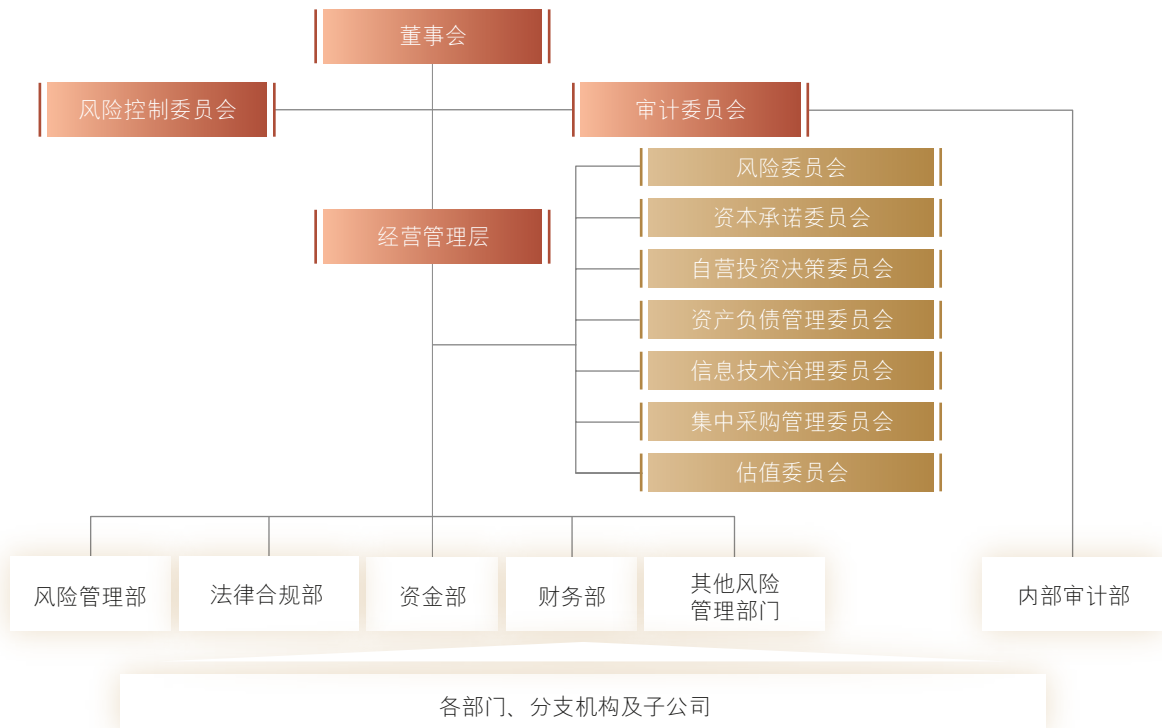 董事会
风险控制委员会
审计委员会
风险委员会
资本承诺委员会
经营管理层
自营投资决策委员会
资产负债管理委员会
信息技术治理委员会
集中采购管理委员会
估值委员会
风险管理部
法律合规部
资金部
财务部
其他风险
管理部门
内部审计部
各部门、分支机构及子公司